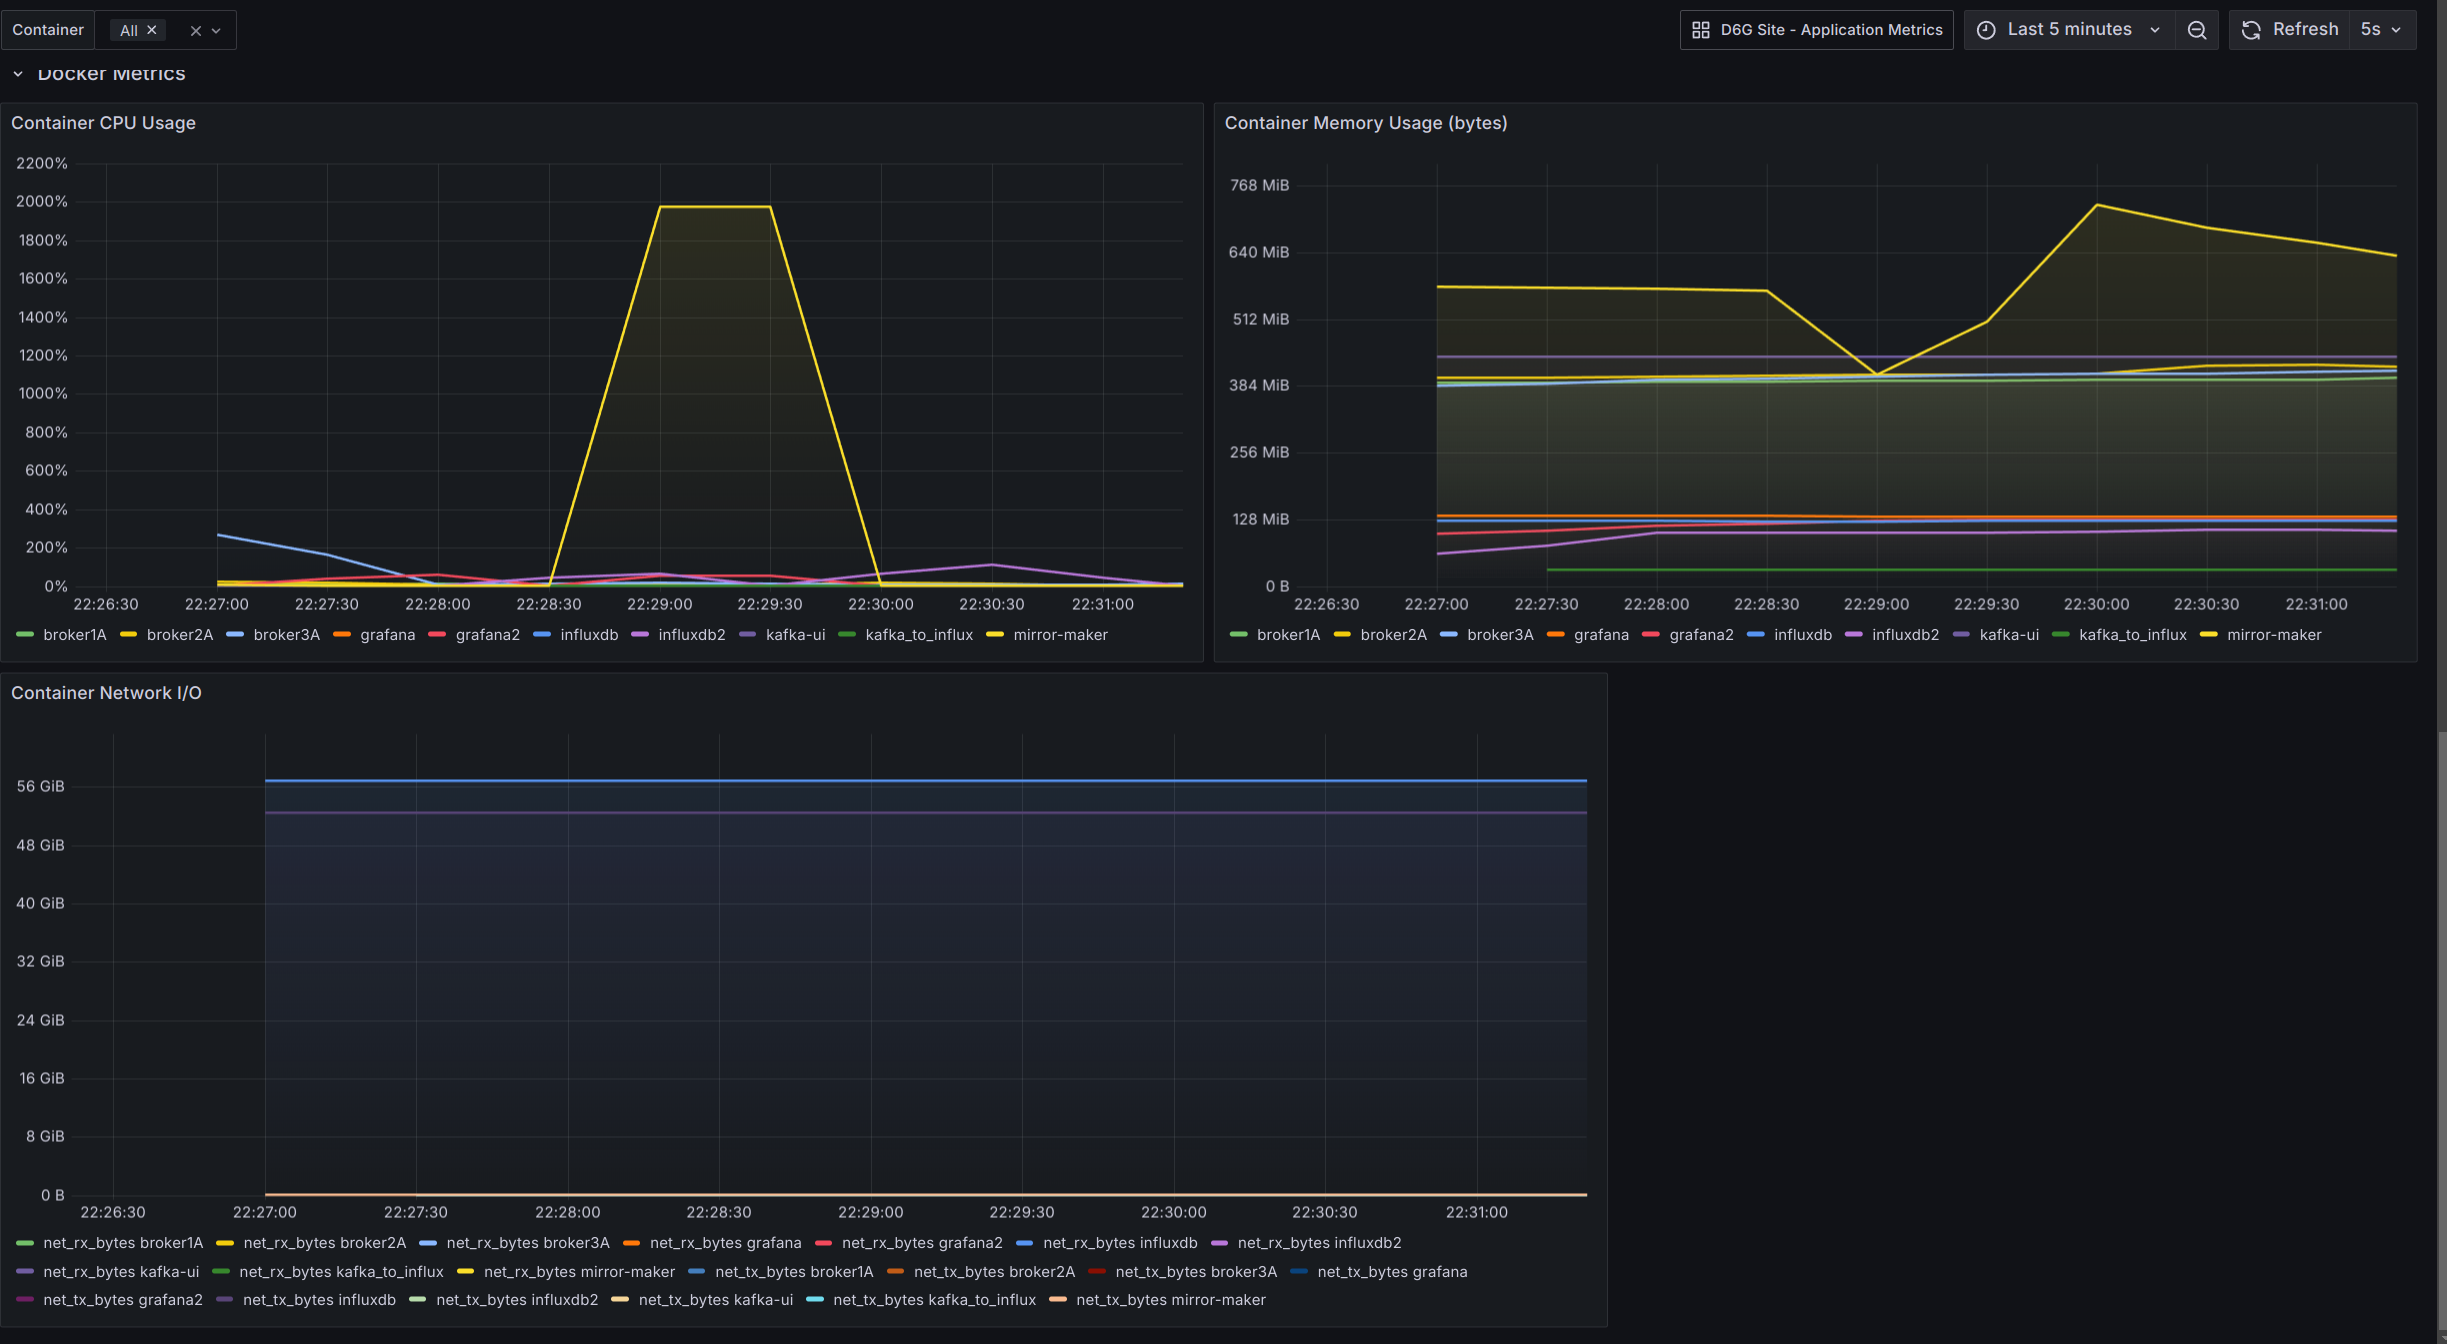 Container All D6G Site - Application Metrics Last 5 minutes Refresh 5s
Docker Metrics
Container CPU Usage
2200%
2000%
1800%
1600%
1400%
1200%
1000%
800%
600%
400%
200%
0%
22:26:30 22:27:00 22:27:30 22:28:00 22:28:30 22:29:00 22:29:30 22:30:00 22:30:30 22:31:00
broker1A broker2A broker3A grafana grafana2 influxdb influxdb2 kafka-ui kafka_to_influx mirror-maker
Container Memory Usage (bytes)
768 MiB
640 MiB
512 MiB
384 MiB
256 MiB
128 MiB
0 B
22:26:30 22:27:00 22:27:30 22:28:00 22:28:30 22:29:00 22:29:30 22:30:00 22:30:30 22:31:00
broker1A broker2A broker3A grafana grafana2 influxdb influxdb2 kafka-ui kafka_to_influx mirror-maker
Container Network I/O
56 GiB
48 GiB
40 GiB
32 GiB
24 GiB
16 GiB
8 GiB
0 B
22:26:30 22:27:00 22:27:30 22:28:00 22:28:30 22:29:00 22:29:30 22:30:00 22:30:30 22:31:00
net_rx_bytes broker1A net_rx_bytes broker2A net_rx_bytes broker3A net_rx_bytes grafana net_rx_bytes grafana2 net_rx_bytes influxdb net_rx_bytes influxdb2
net_rx_bytes kafka-ui net_rx_bytes kafka_to_influx net_rx_bytes mirror-maker net_tx_bytes broker1A net_tx_bytes broker2A net_tx_bytes broker3A net_tx_bytes grafana
net_tx_bytes grafana2 net_tx_bytes influxdb net_tx_bytes influxdb2 net_tx_bytes kafka-ui net_tx_bytes kafka_to_influx net_tx_bytes mirror-maker